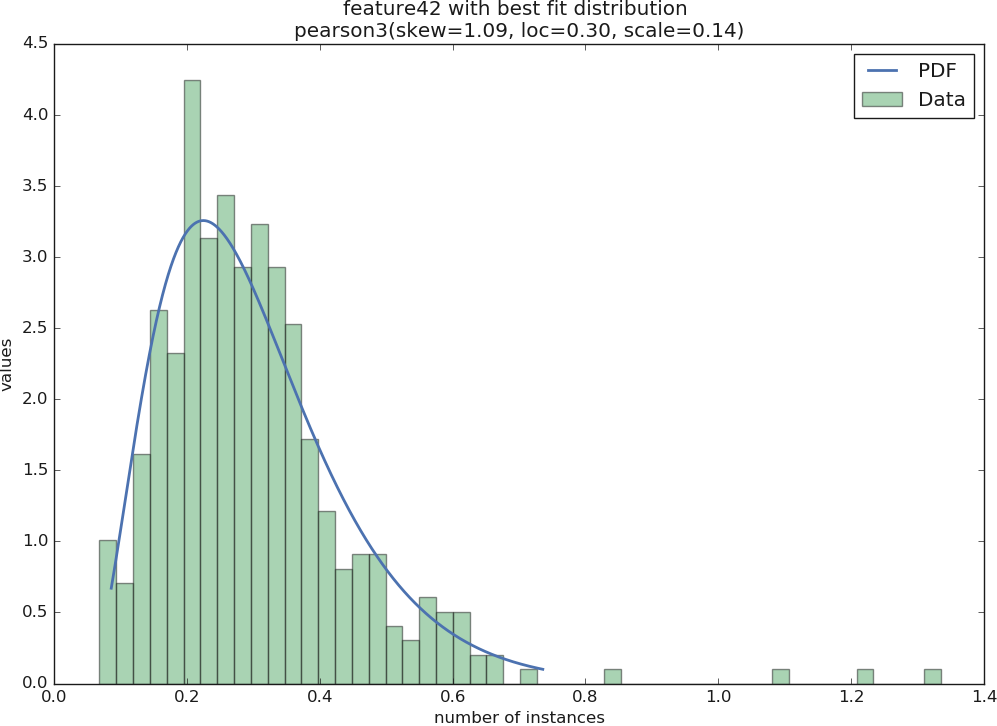 feature42 with best fit distribution
pearson3(skew=1.09, loc=0.30, scale=0.14)
4.5
4.0
3.5
3.0
2.5
2.0
1.5
1.0
0.5
0.0
values
PDF
Data
0.0 0.2 0.4 0.6 0.8 1.0 1.2 1.4
number of instances